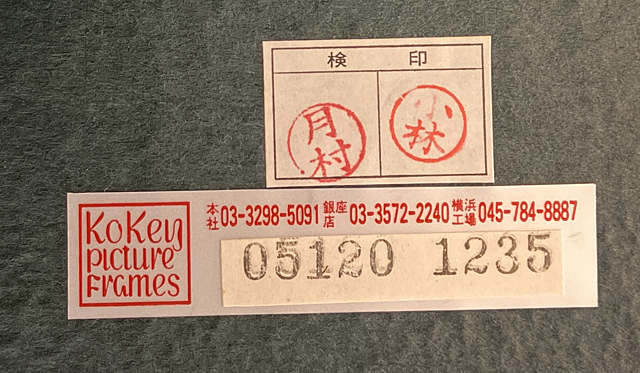 検 印
月村
小林
KoKey
picture
Frames
本社 03-3298-5091 銀座店 03-3572-2240 横浜工場 045-784-8887
05120 1235